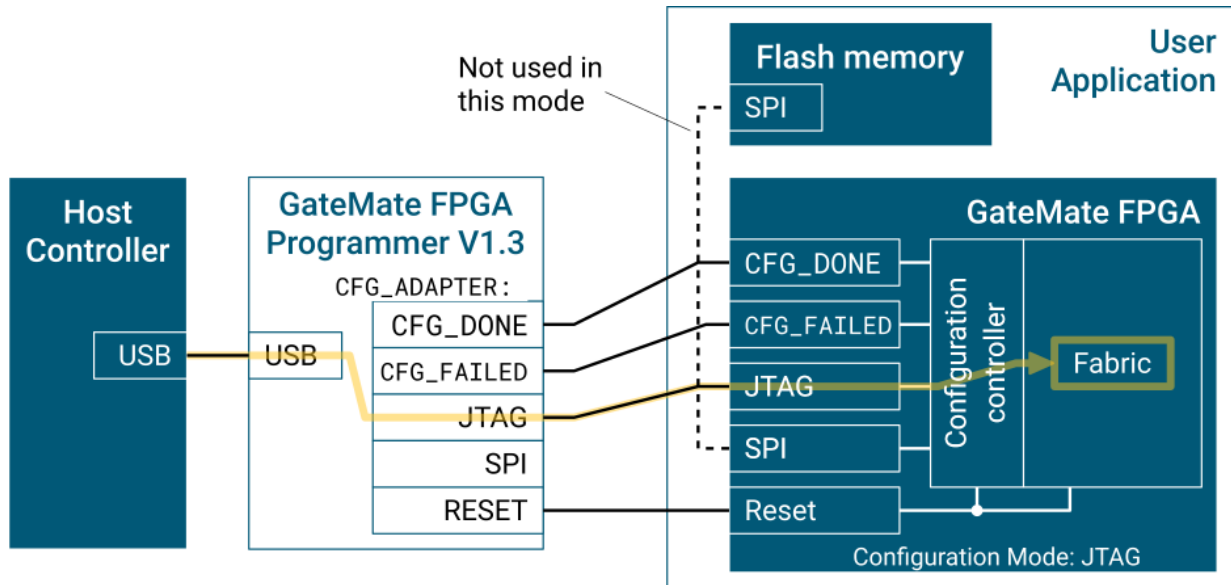 User
Application
Flash memory
SPI
Not used in
this mode
Host
Controller
USB
GateMate FPGA
Programmer V1.3
CFG_ADAPTER:
CFG_DONE
CFG_FAILED
JTAG
SPI
RESET
USB
GateMate FPGA
CFG_DONE
CFG_FAILED
JTAG
SPI
Reset
Configuration
controller
Fabric
Configuration Mode: JTAG